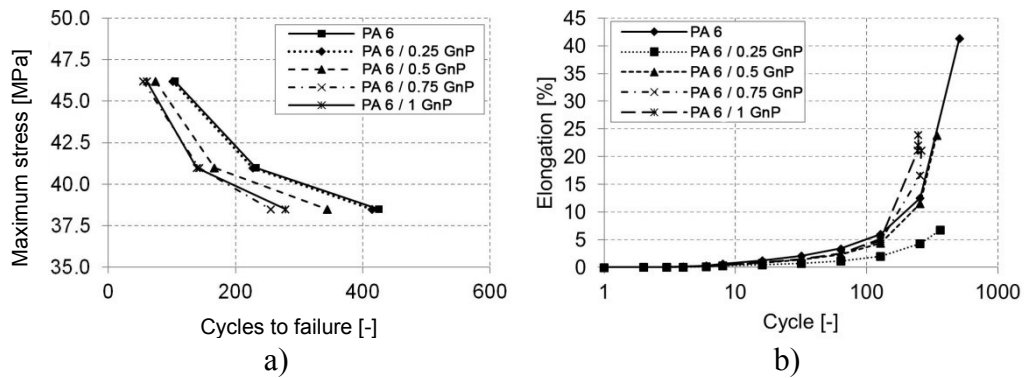 50.0
47.5
45.0
42.5
40.0
37.5
35.0
Maximum stress [MPa]
0
200
400
600
Cycles to failure [-]
PA 6
PA 6 / 0.25 GnP
PA 6 / 0.5 GnP
PA 6 / 0.75 GnP
PA 6 / 1 GnP
a)
45
40
35
30
25
20
15
10
5
0
Elongation [%]
1
10
100
1000
Cycle [-]
PA 6
PA 6 / 0.25 GnP
PA 6 / 0.5 GnP
PA 6 / 0.75 GnP
PA 6 / 1 GnP
b)